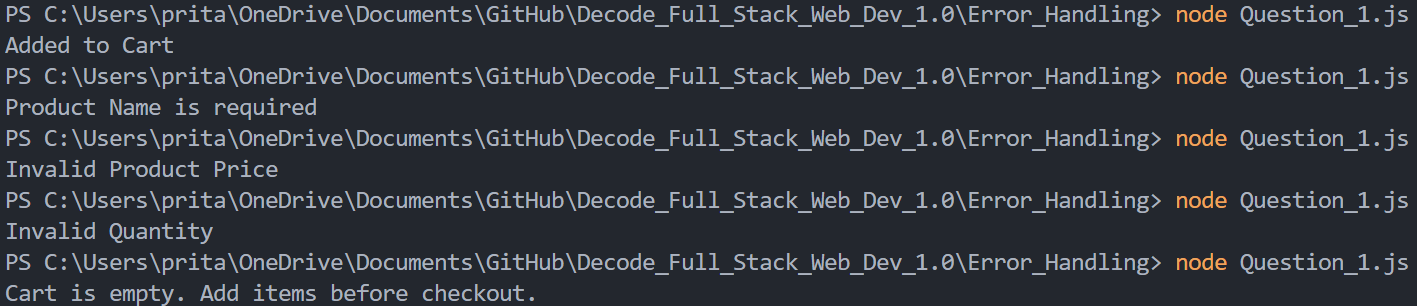 PS C:\Users\prita\OneDrive\Documents\GitHub\Decode_Full_Stack_Web_Dev_1.0\Error_Handling> node Question_1.js
Added to Cart
PS C:\Users\prita\OneDrive\Documents\GitHub\Decode_Full_Stack_Web_Dev_1.0\Error_Handling> node Question_1.js
Product Name is required
PS C:\Users\prita\OneDrive\Documents\GitHub\Decode_Full_Stack_Web_Dev_1.0\Error_Handling> node Question_1.js
Invalid Product Price
PS C:\Users\prita\OneDrive\Documents\GitHub\Decode_Full_Stack_Web_Dev_1.0\Error_Handling> node Question_1.js
Invalid Quantity
PS C:\Users\prita\OneDrive\Documents\GitHub\Decode_Full_Stack_Web_Dev_1.0\Error_Handling> node Question_1.js
Cart is empty. Add items before checkout.